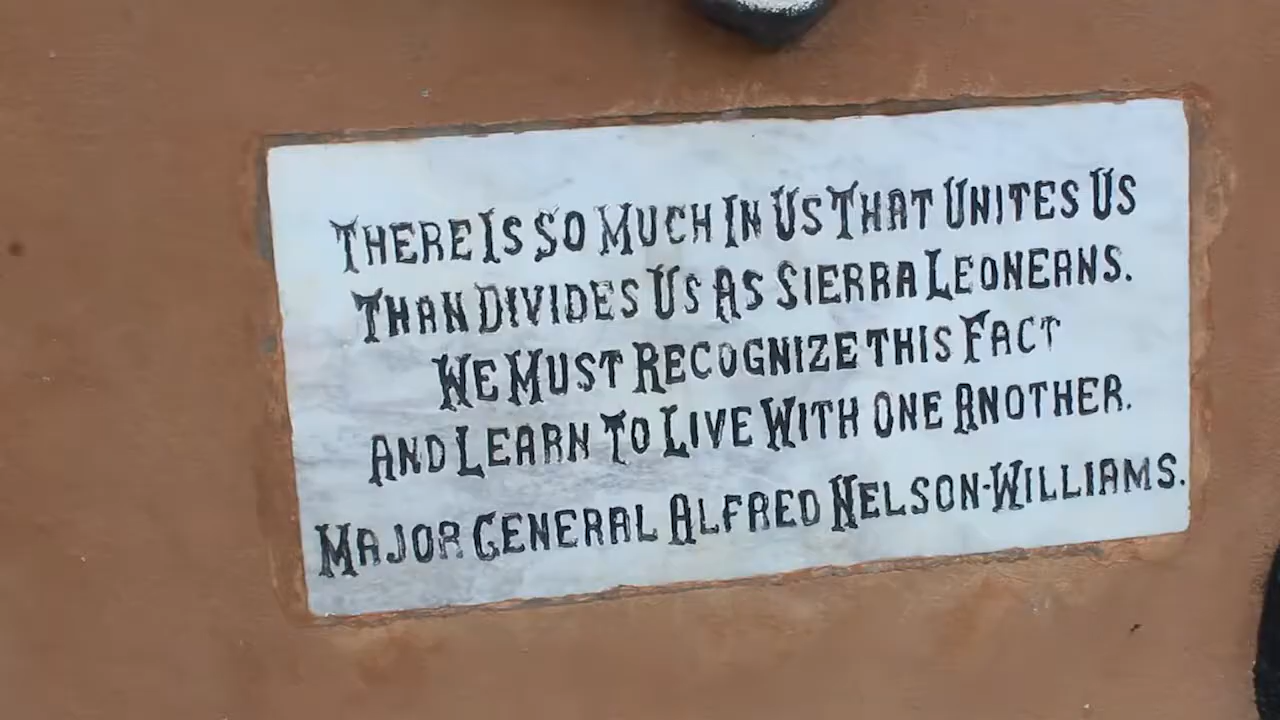 There Is So Much In Us That Unites Us
Than Divides Us As Sierra Leoneans.
We Must Recognize This Fact
And Learn To Live With One Another.
Major General Alfred Nelson-Williams.